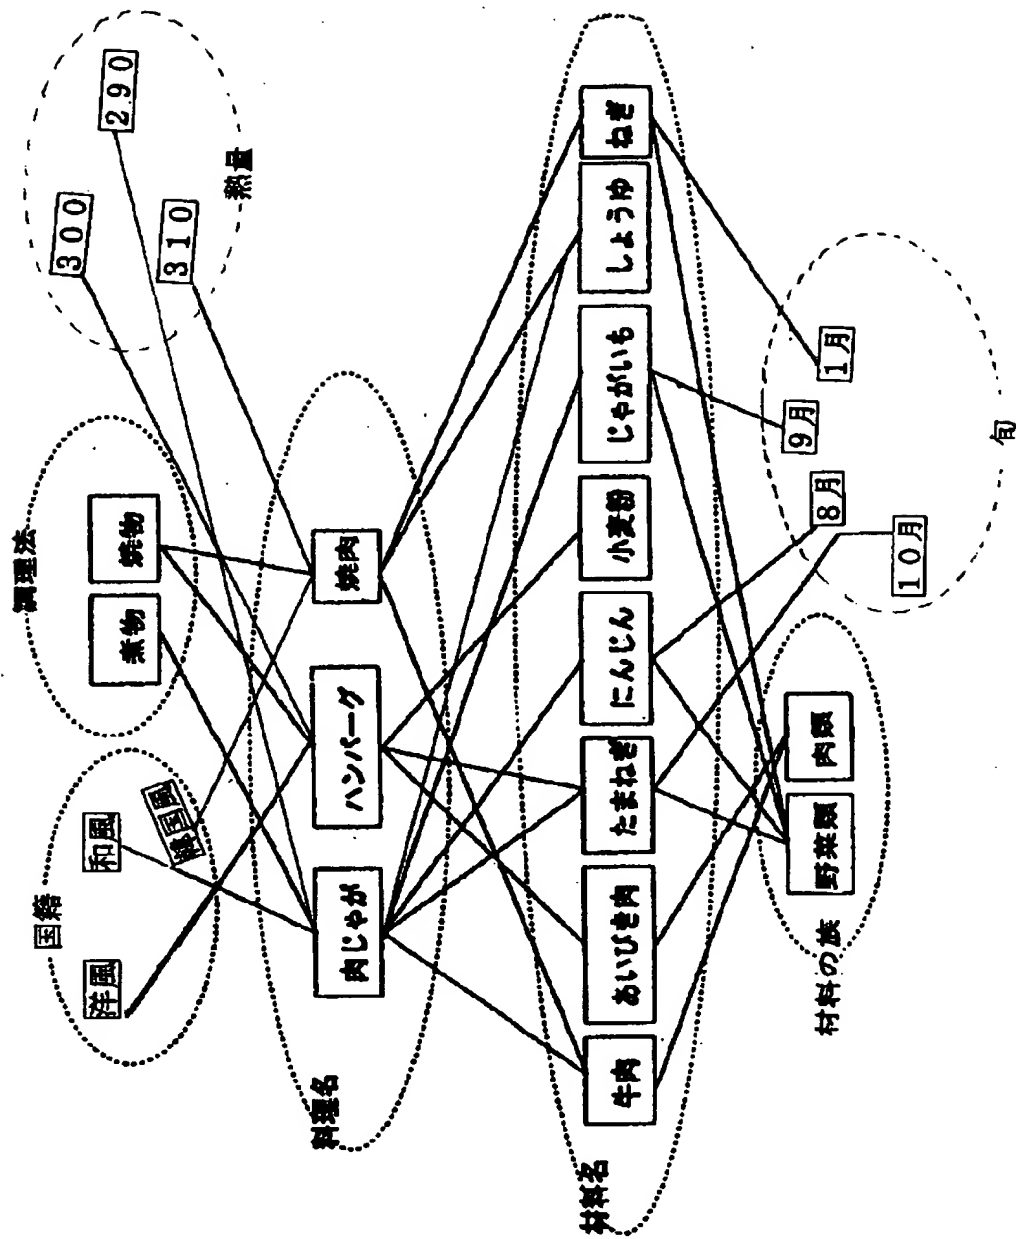 国籍
調理法
洋風
和風
韓国風
煮物
焼物
300
290
310
熱量
料理名
肉じゃが
ハンバーグ
焼肉
材料名
牛肉
あいびき肉
たまねぎ
にんじん
小麦粉
じゃがいも
しょうゆ
ねぎ
材料の族
野菜類
肉類
10月
8月
9月
1月
旬